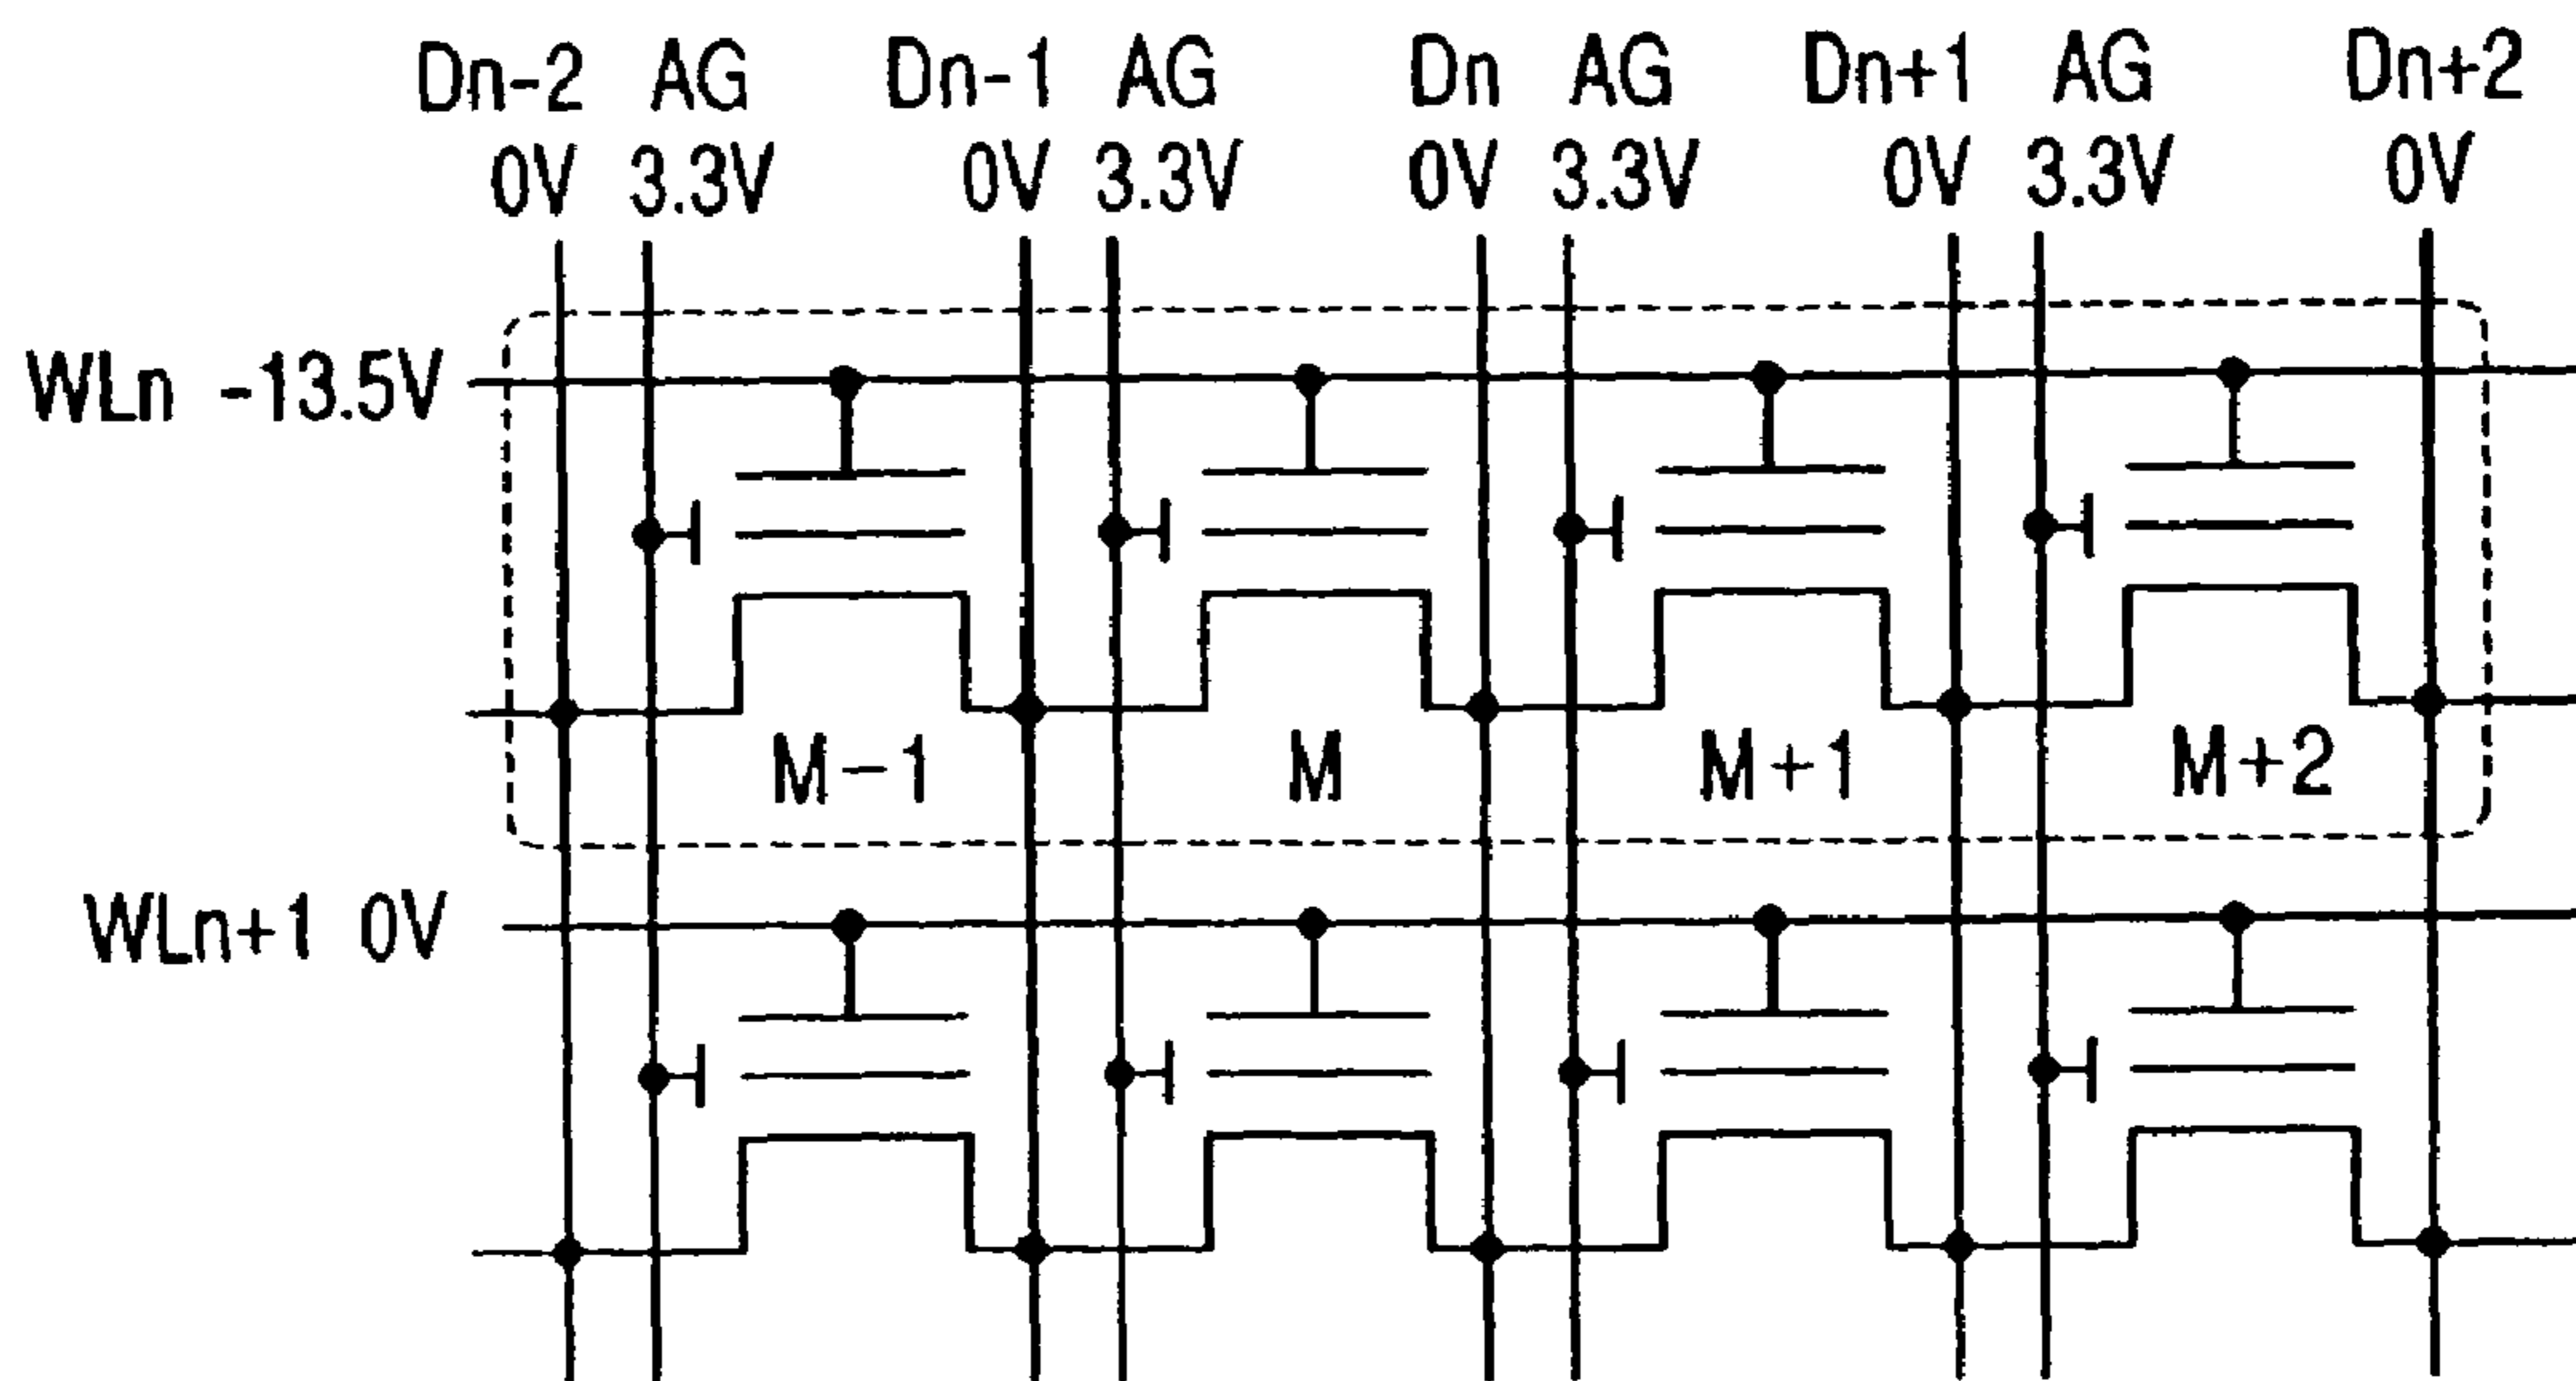 Dn-2 AG Dn-1 AG Dn AG Dn+1 AG Dn+2
0V 3.3V 0V 3.3V 0V 3.3V 0V 3.3V 0V
WLn -13.5V
M-1 M M+1 M+2
WLn+1 0V